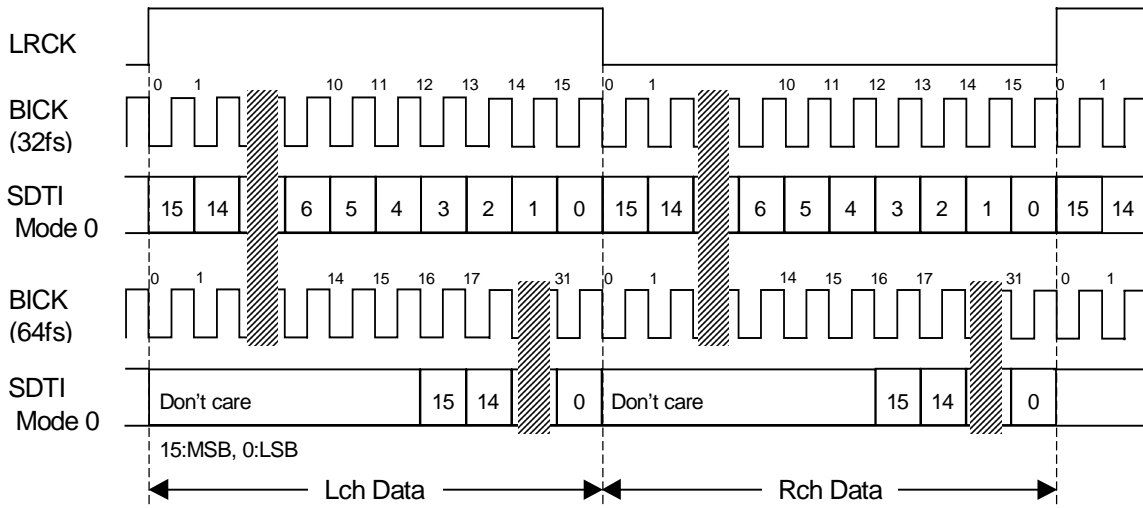 LRCK
0 1 10 11 12 13 14 15 0 1 10 11 12 13 14 15 0 1
BICK
(32fs)
SDTI
Mode 0
15 14 6 5 4 3 2 1 0 15 14 6 5 4 3 2 1 0 15 14
0 1 14 15 16 17 31 0 1 14 15 16 17 31 0 1
BICK
(64fs)
SDTI
Mode 0
Don't care 15 14 0 Don't care 15 14 0
15:MSB, 0:LSB
Lch Data Rch Data